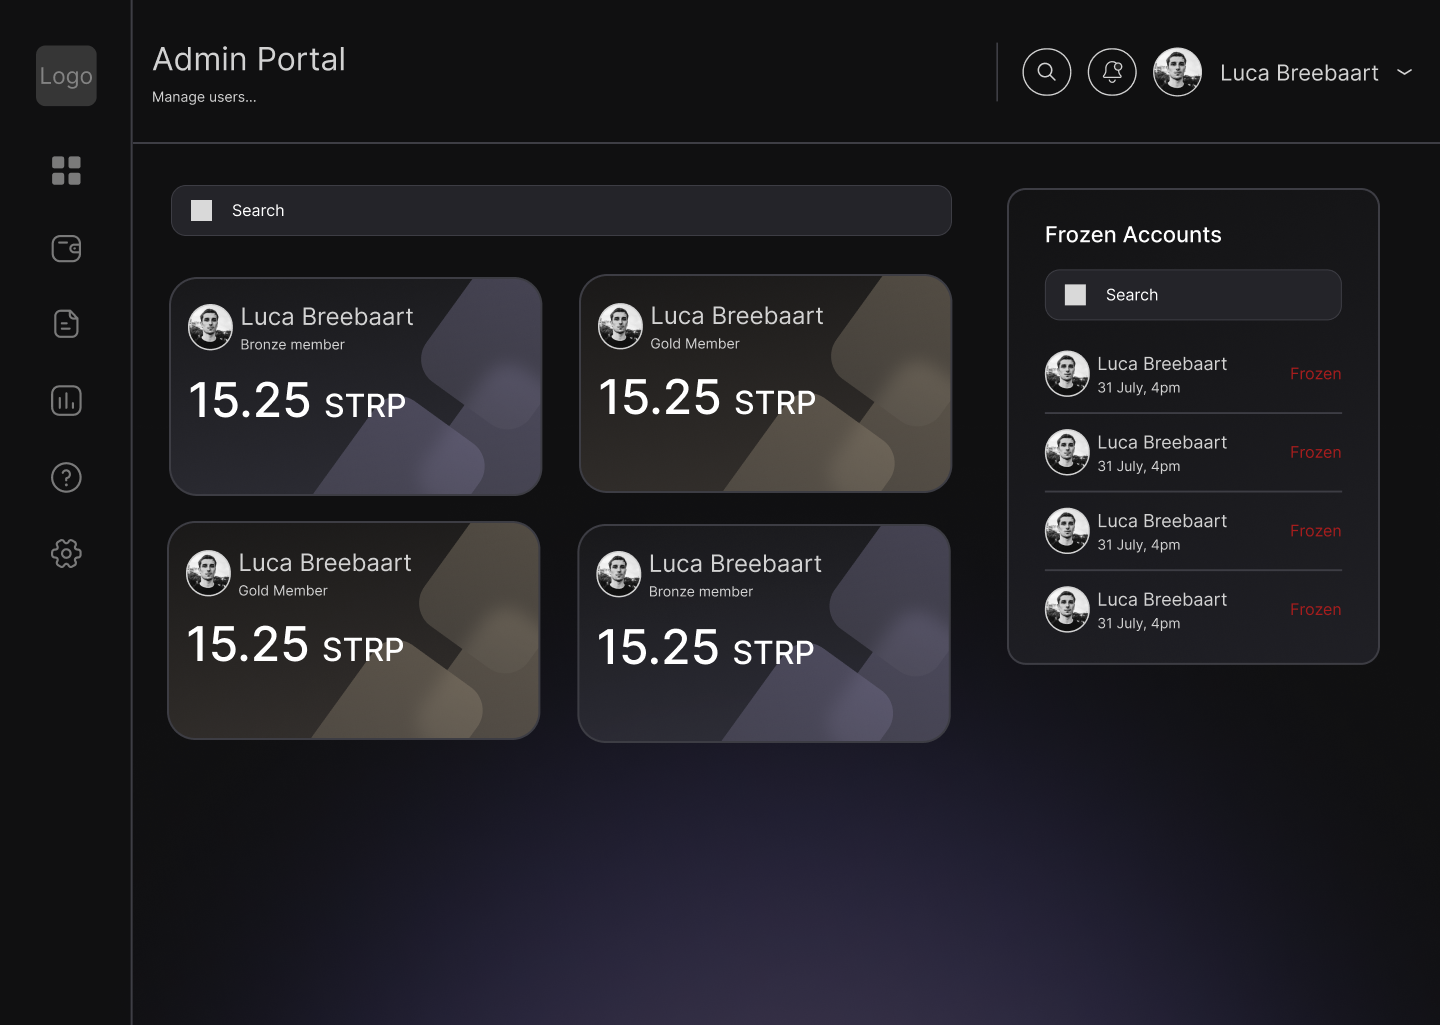 Logo
Admin Portal
Manage users...
Luca Breebaart
Search
Luca Breebaart
Bronze member
15.25 STRP
Luca Breebaart
Gold Member
15.25 STRP
Luca Breebaart
Gold Member
15.25 STRP
Luca Breebaart
Bronze member
15.25 STRP
Frozen Accounts
Search
Luca Breebaart
31 July, 4pm
Frozen
Luca Breebaart
31 July, 4pm
Frozen
Luca Breebaart
31 July, 4pm
Frozen
Luca Breebaart
31 July, 4pm
Frozen